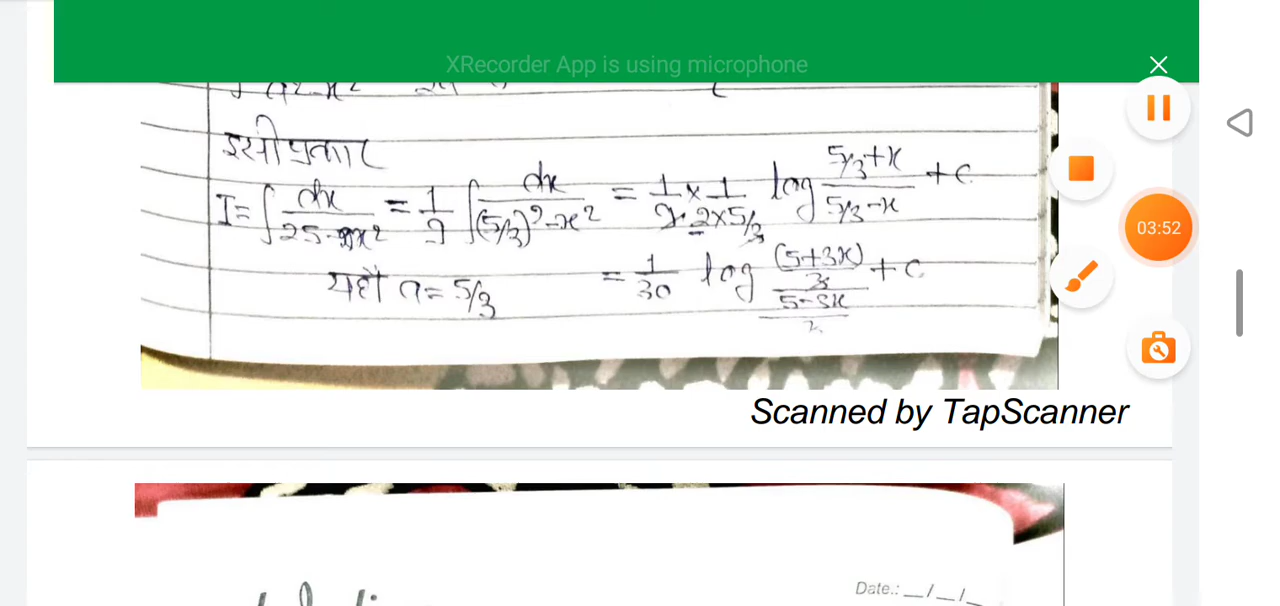 XRecorder App is using microphone
इसी प्रकार
I = ∫ dx / 25-9x² = 1/9 ∫ dx / (5/3)²-x² = 1/9 × 1/2×5/3 log 5/3+x / 5/3-x + c
03:52
यहाँ a = 5/3 = 1/30 log (5+3x)/3 / 5-3x/3 + c
Scanned by TapScanner
Date.: __/__/__